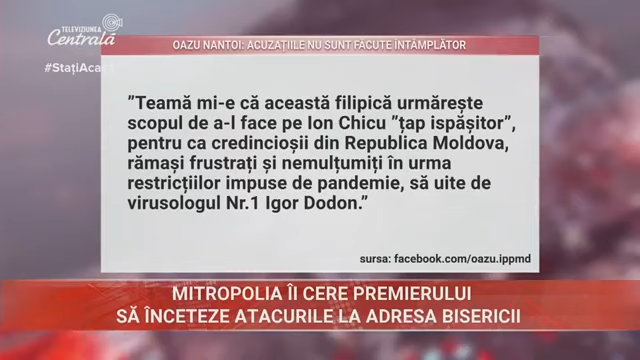 TELEVIZIUNEA
Centrală
#StațiAcasă
OAZU NANTOI: ACUZAȚIILE NU SUNT FĂCUTE ÎNTÂMPLĂTOR
”Teamă mi-e că această filipică urmărește
scopul de a-l face pe Ion Chicu ”țap ispășitor”,
pentru ca credincioșii din Republica Moldova,
rămași frustrați și nemulțumiți în urma
restricțiilor impuse de pandemie, să uite de
virusologul Nr.1 Igor Dodon.”
sursa: facebook.com/oazu.ippmd
MITROPOLIA ÎI CERE PREMIERULUI
SĂ ÎNCETEZE ATACURILE LA ADRESA BISERICII